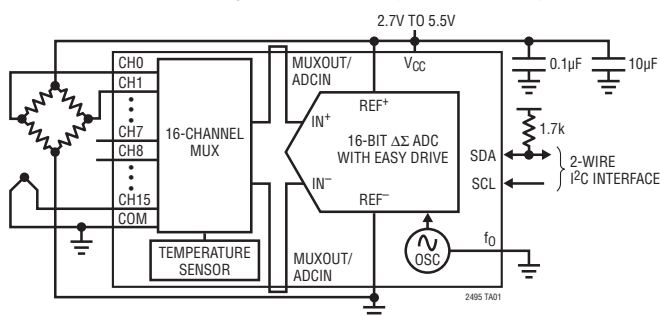 2.7V TO 5.5V
CH0
CH1
CH7
CH8
CH15
COM
16-CHANNEL
MUX
TEMPERATURE
SENSOR
MUXOUT/
ADCIN
MUXOUT/
ADCIN
VCC
REF+
IN+
16-BIT ΔΣ ADC
WITH EASY DRIVE
IN–
REF–
OSC
0.1µF
10µF
1.7k
SDA
SCL
2-WIRE
I2C INTERFACE
fO
2495 TA01